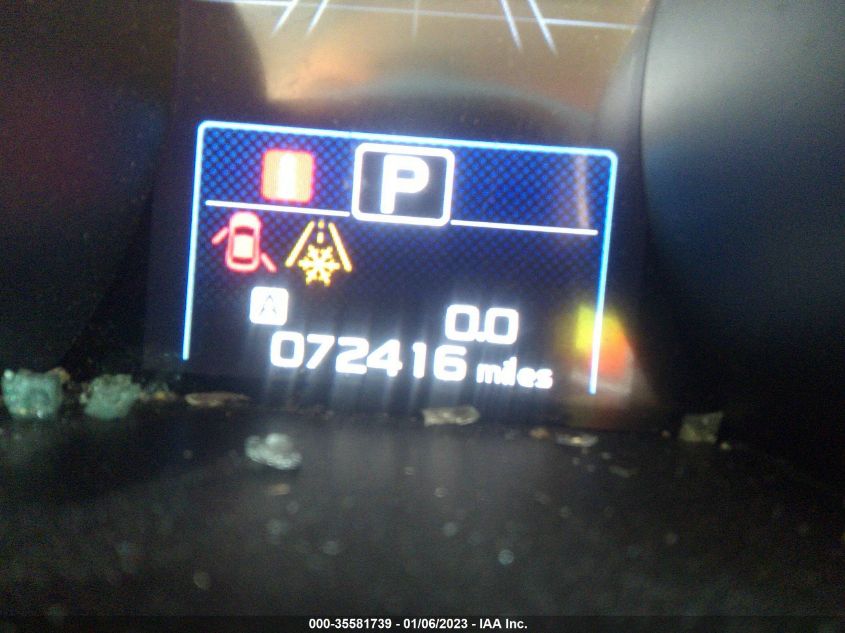 P
A 0.0
072416 miles
000-35581739 - 01/06/2023 - IAA Inc.